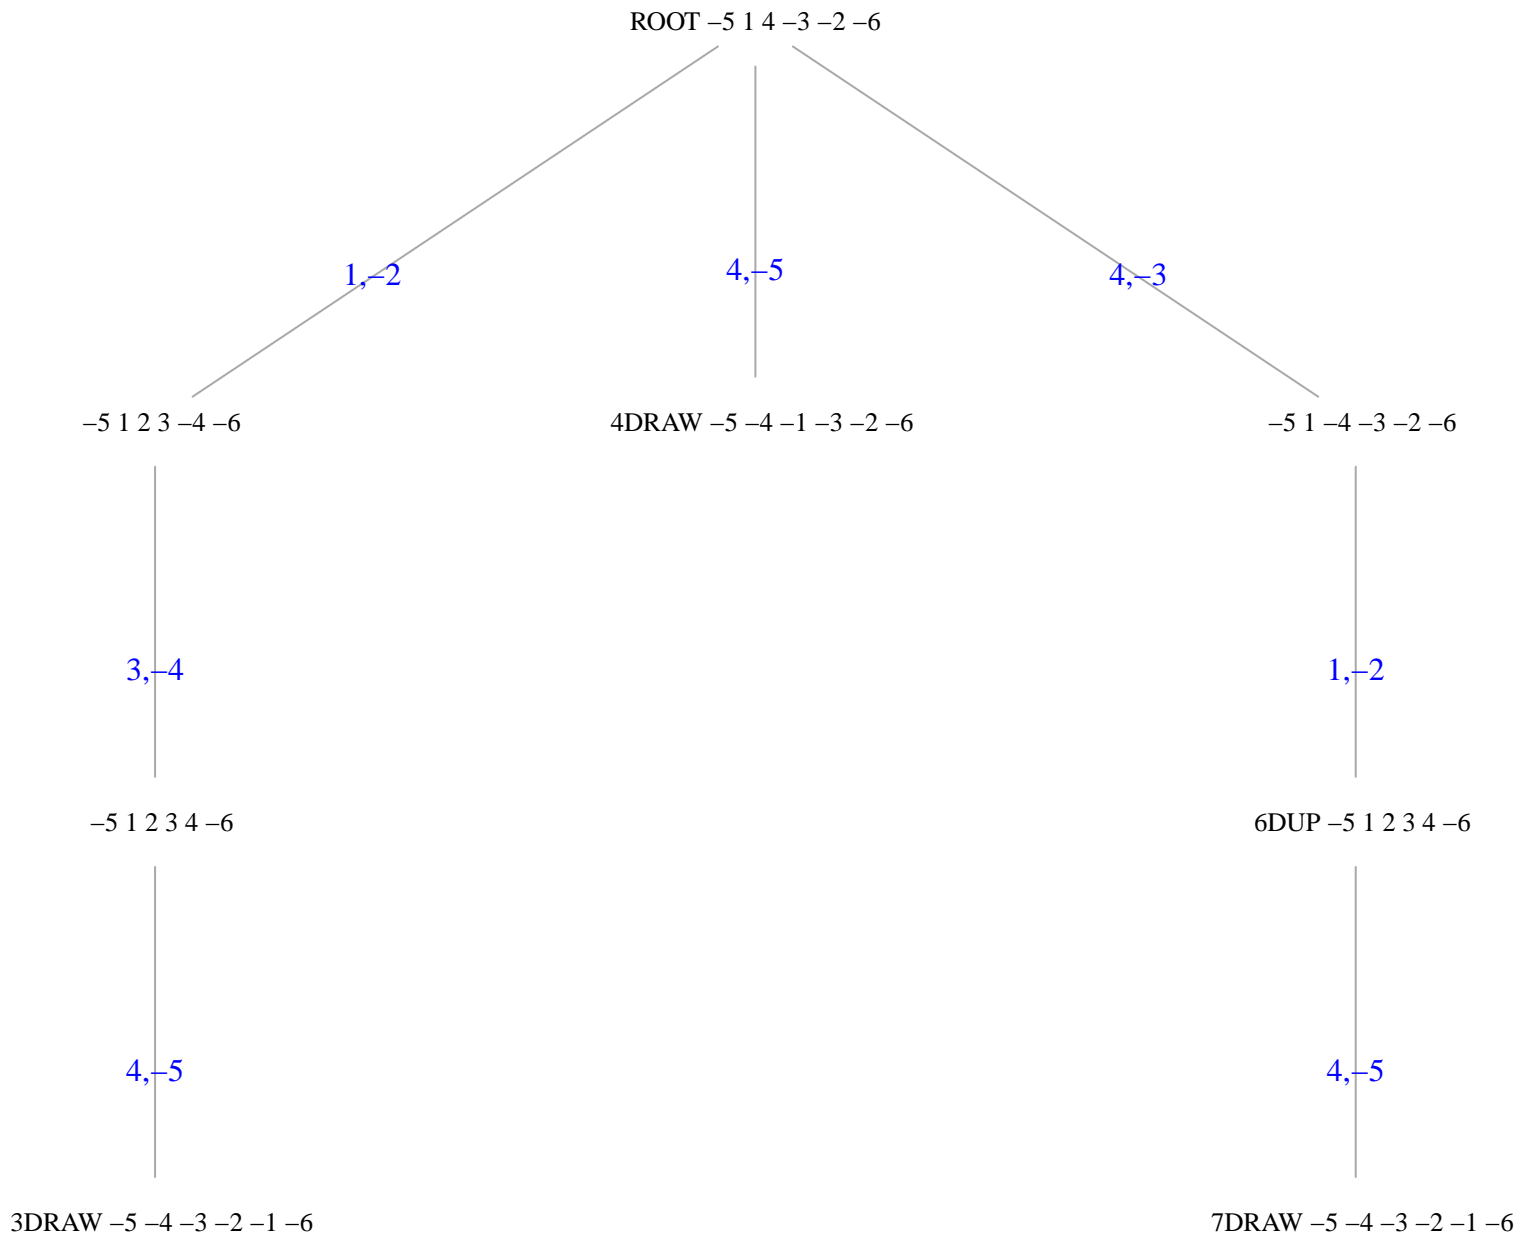 ROOT –5 1 4 –3 –2 –6
1,–2
4,–5
4,–3
–5 1 2 3 –4 –6
4DRAW –5 –4 –1 –3 –2 –6
–5 1 –4 –3 –2 –6
3,–4
1,–2
–5 1 2 3 4 –6
6DUP –5 1 2 3 4 –6
4,–5
4,–5
3DRAW –5 –4 –3 –2 –1 –6
7DRAW –5 –4 –3 –2 –1 –6